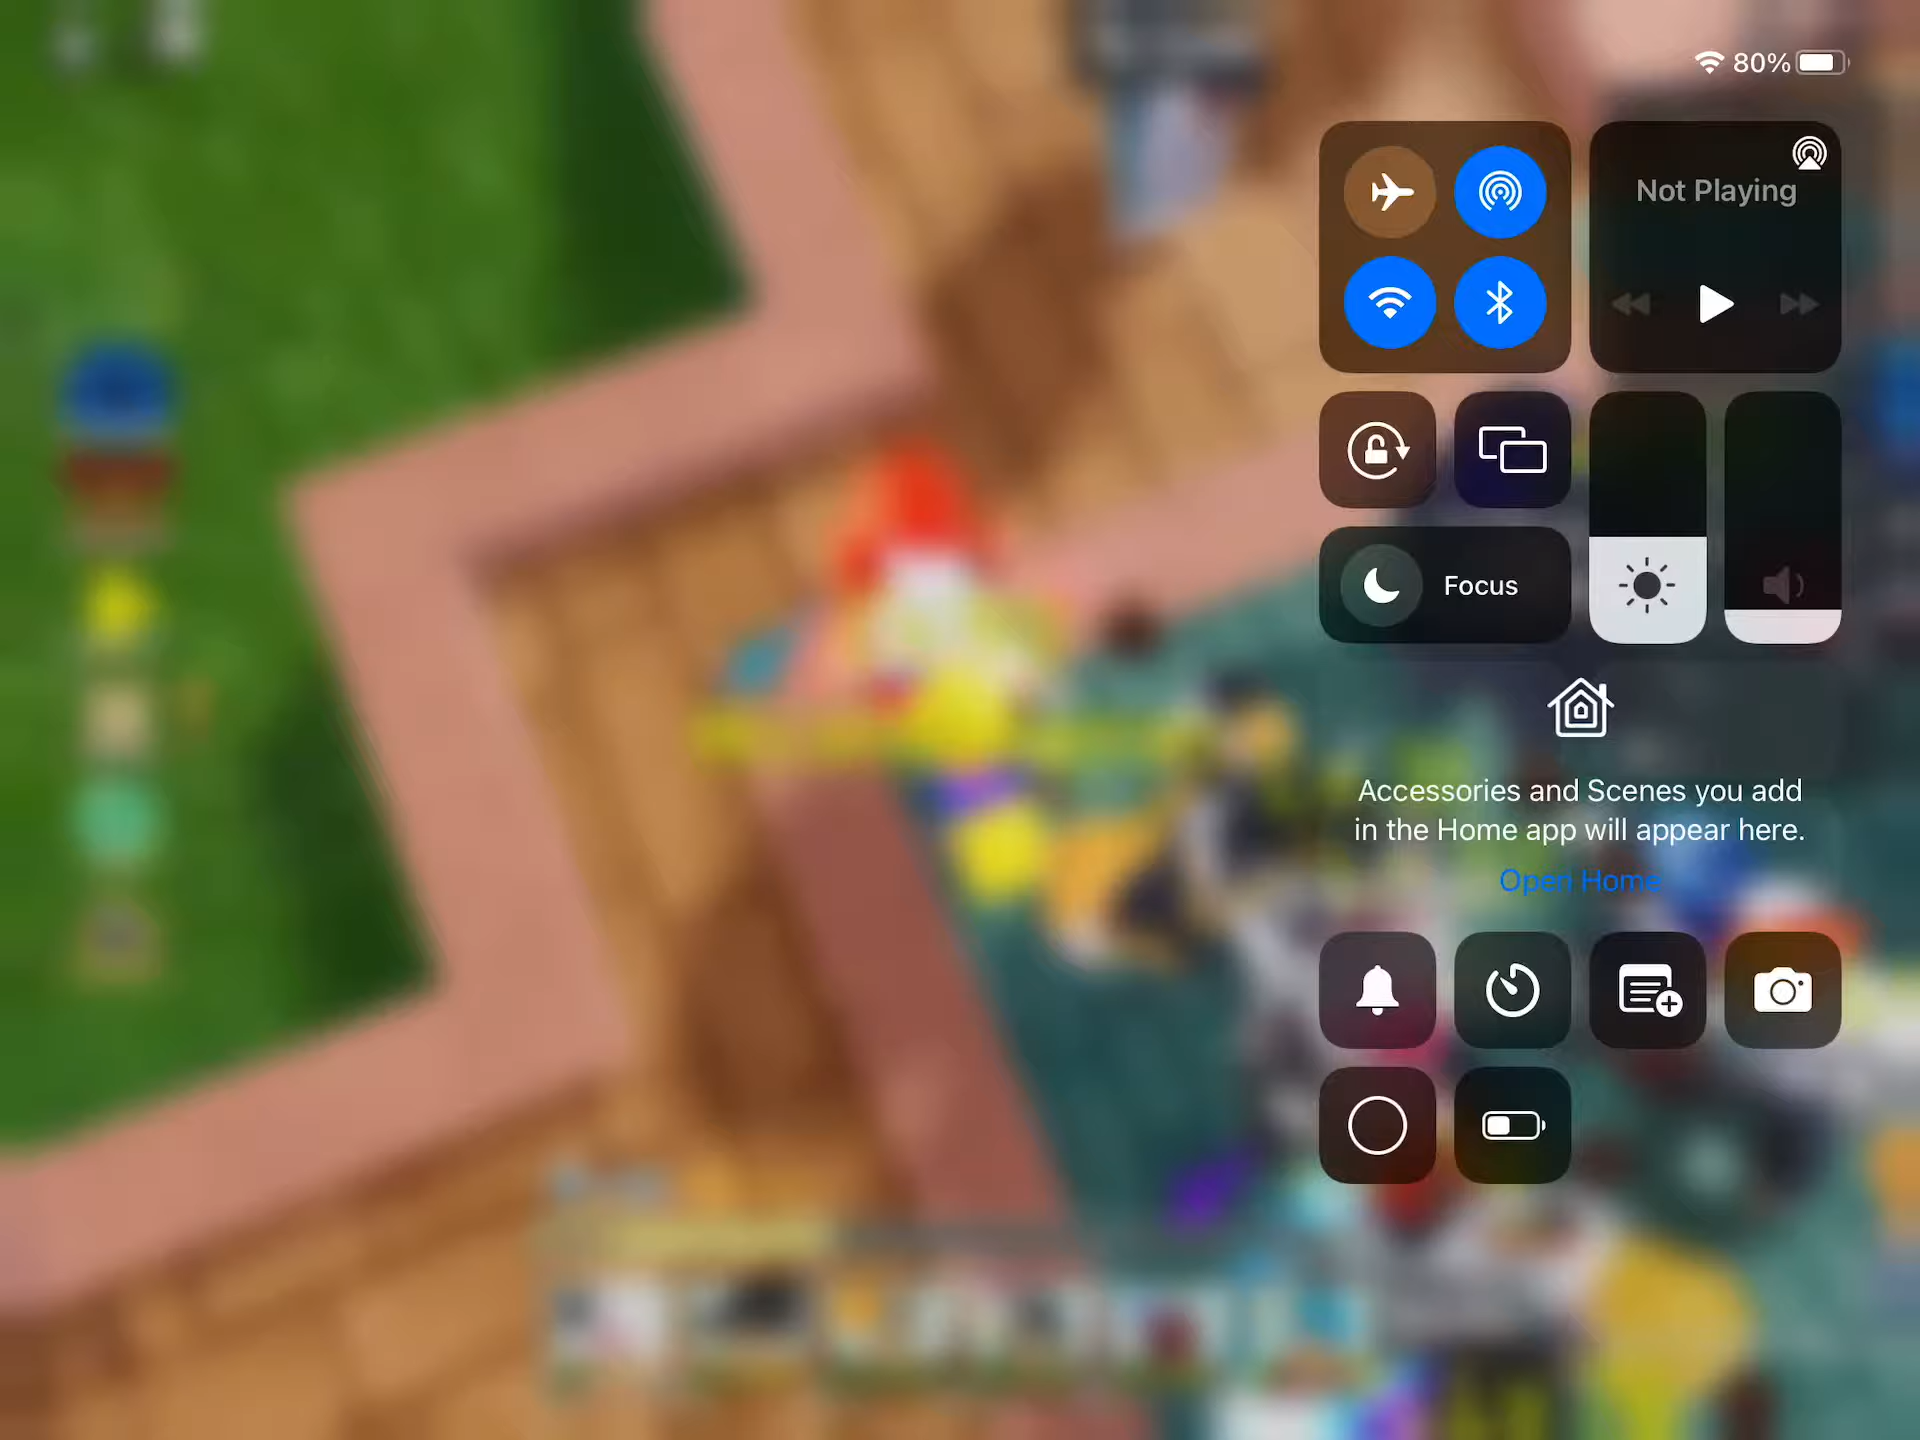 80%
Not Playing
Focus
Accessories and Scenes you add
in the Home app will appear here.
Open Home